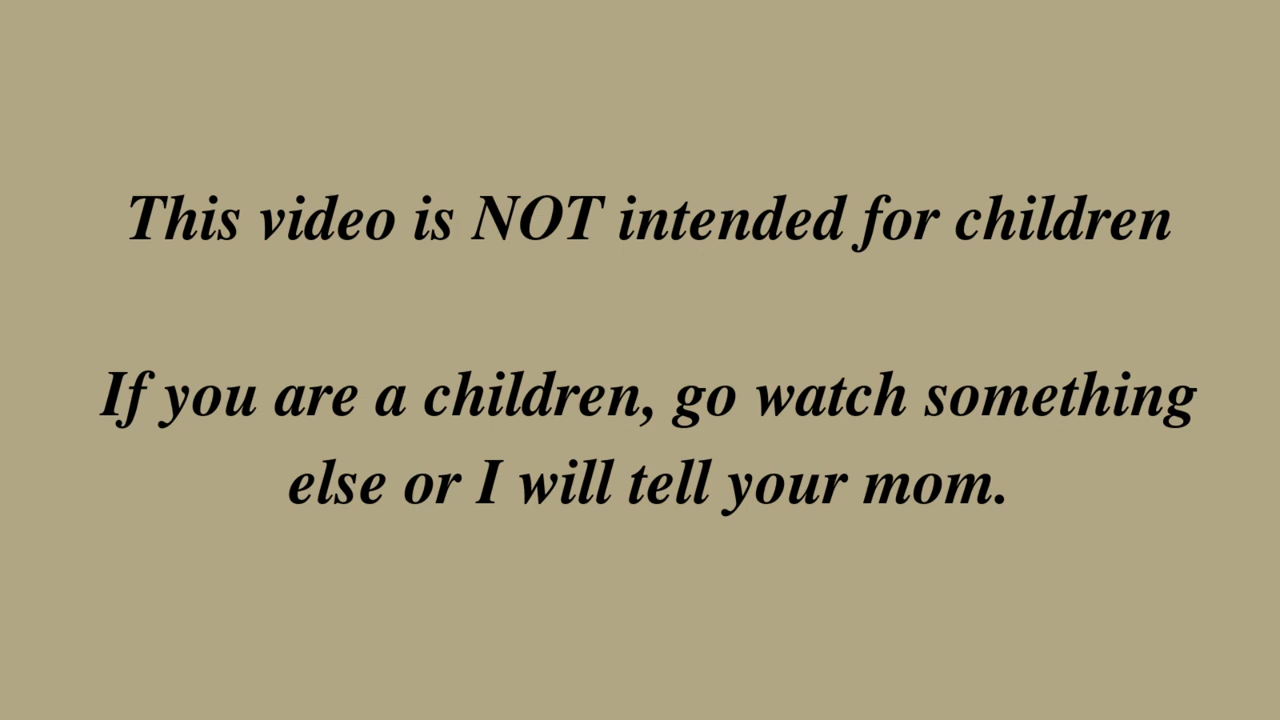 This video is NOT intended for children
If you are a children, go watch something
else or I will tell your mom.